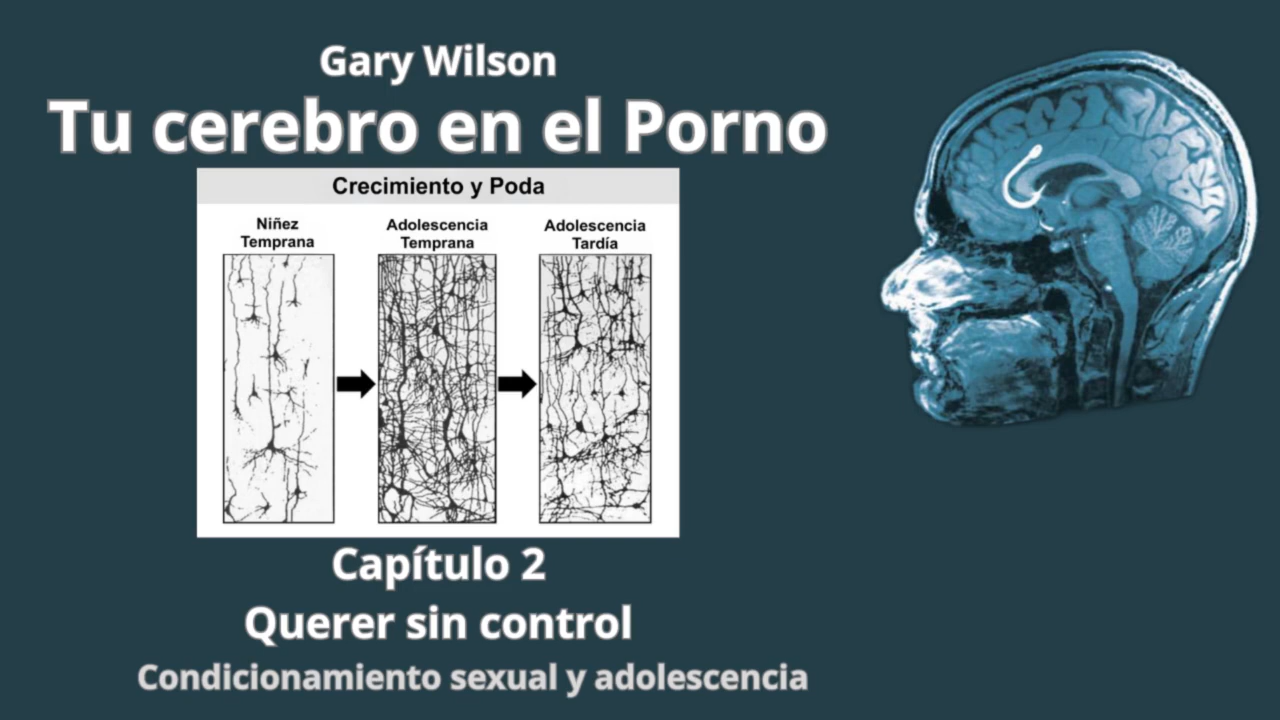 Gary Wilson
Tu cerebro en el Porno
Crecimiento y Poda
Niñez
Temprana
Adolescencia
Temprana
Adolescencia
Tardía
Capítulo 2
Querer sin control
Condicionamiento sexual y adolescencia